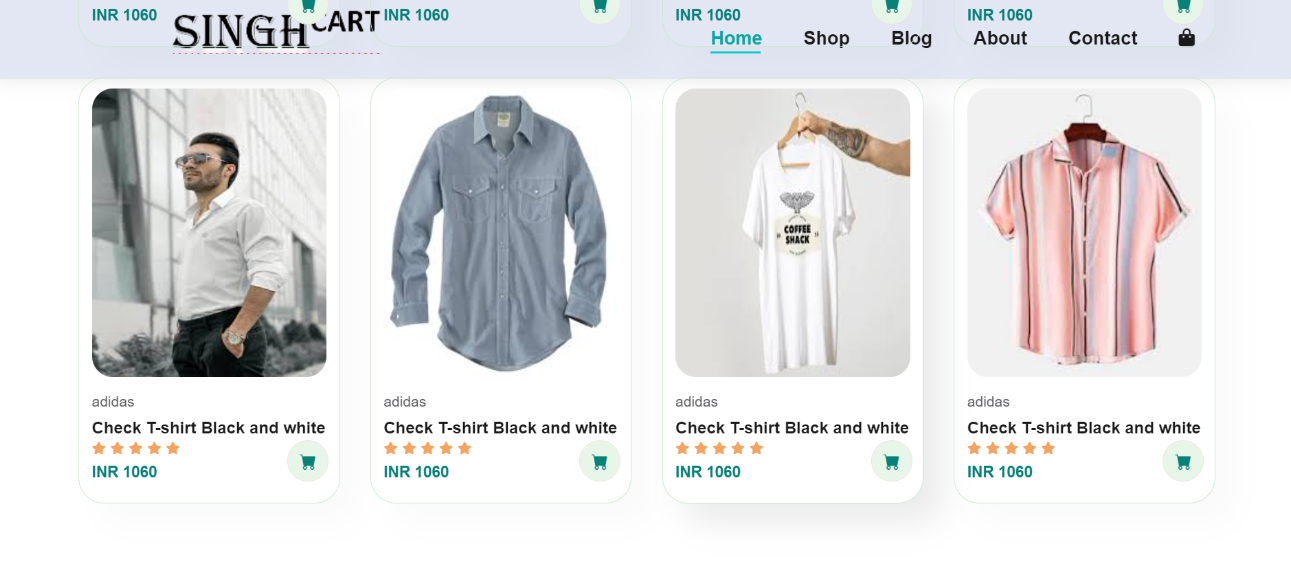 INR 1060 INR 1060 INR 1060 INR 1060
SINGHCART
Home Shop Blog About Contact
COFFEE
SHACK
adidas adidas adidas adidas
Check T-shirt Black and white Check T-shirt Black and white Check T-shirt Black and white Check T-shirt Black and white
INR 1060 INR 1060 INR 1060 INR 1060